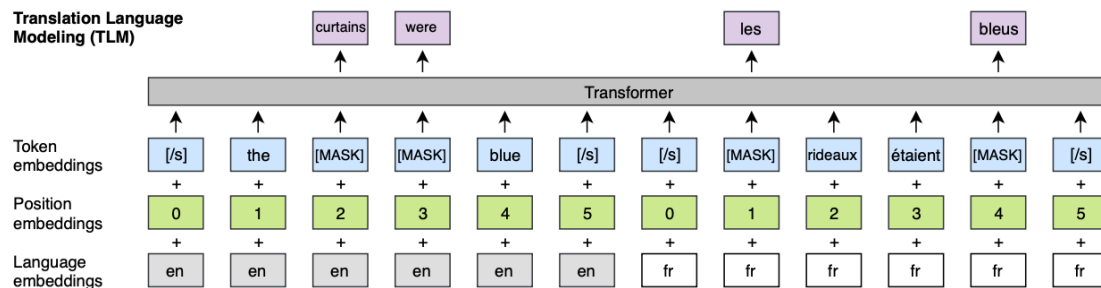 Translation Language
Modeling (TLM)
curtains were les bleus
Transformer
Token
embeddings
[/s] the [MASK] [MASK] blue [/s] [/s] [MASK] rideaux étaient [MASK] [/s]
+ + + + + + + + + + + +
Position
embeddings
0 1 2 3 4 5 0 1 2 3 4 5
+ + + + + + + + + + + +
Language
embeddings
en en en en en en fr fr fr fr fr fr